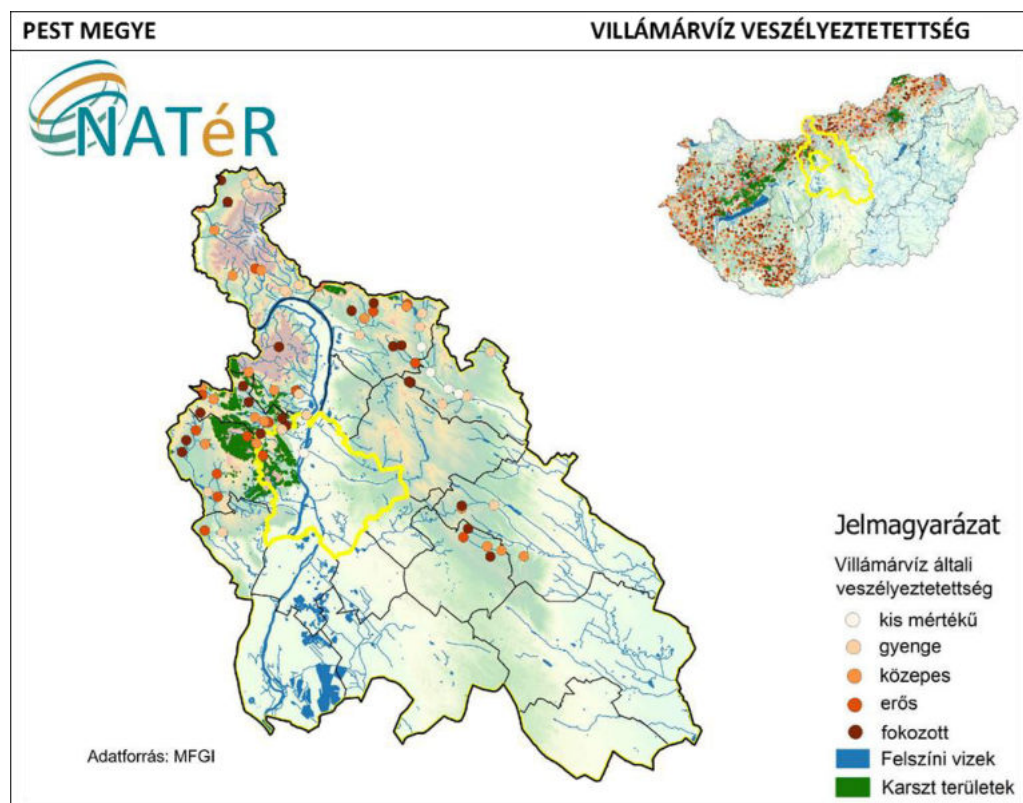 PEST MEGYE
VILLÁMÁRVÍZ VESZÉLYEZTETETTSÉG
NATéR
Jelmagyarázat
Villámárvíz általi
veszélyeztetettség
kis mértékű
gyenge
közepes
erős
fokozott
Felszíni vizek
Karszt területek
Adatforrás: MFGI